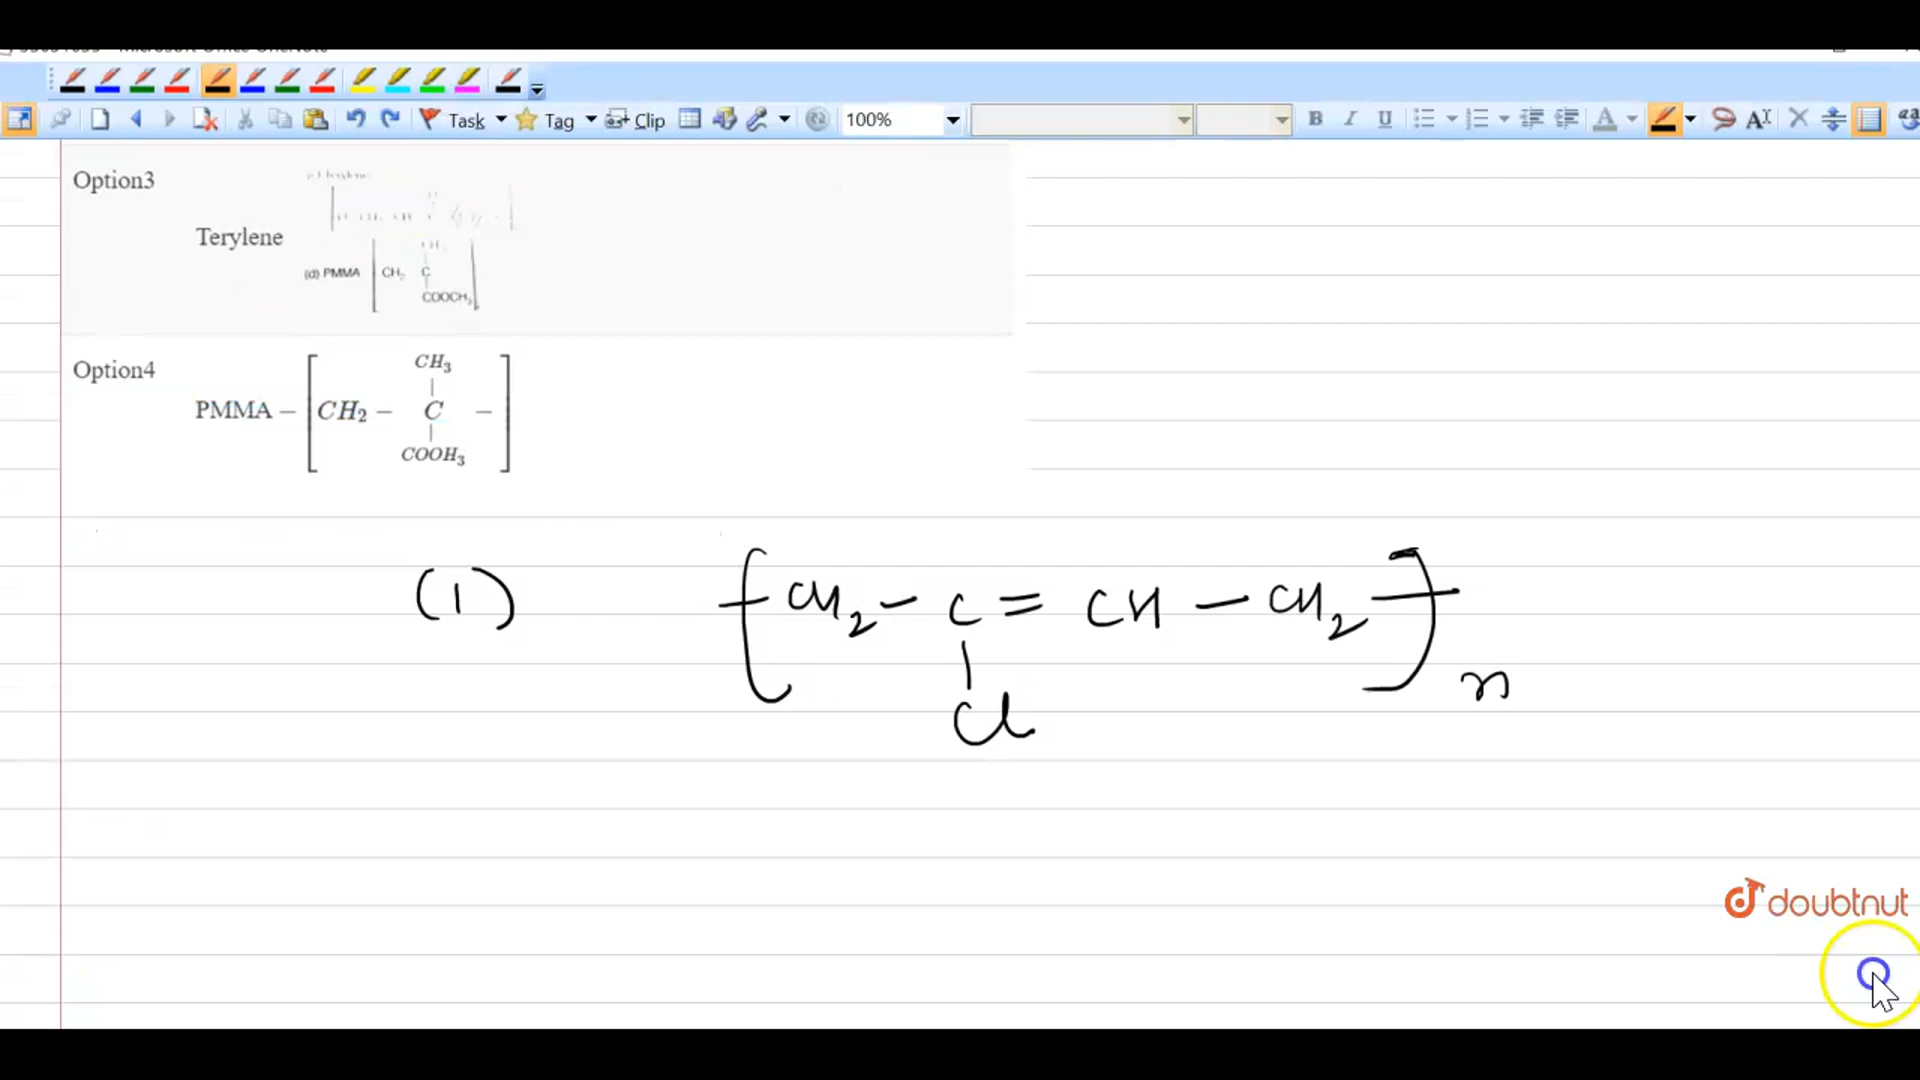 Task Tag Clip 100% B I U A
Option3
Terylene
(d) PMMA CH2 C
COOCH3
Option4
CH3
|
PMMA – [ CH2 – C – ]
|
COOH3
(1) [ CH2 – C = CH – CH2 ] n
|
Cl
doubtnut